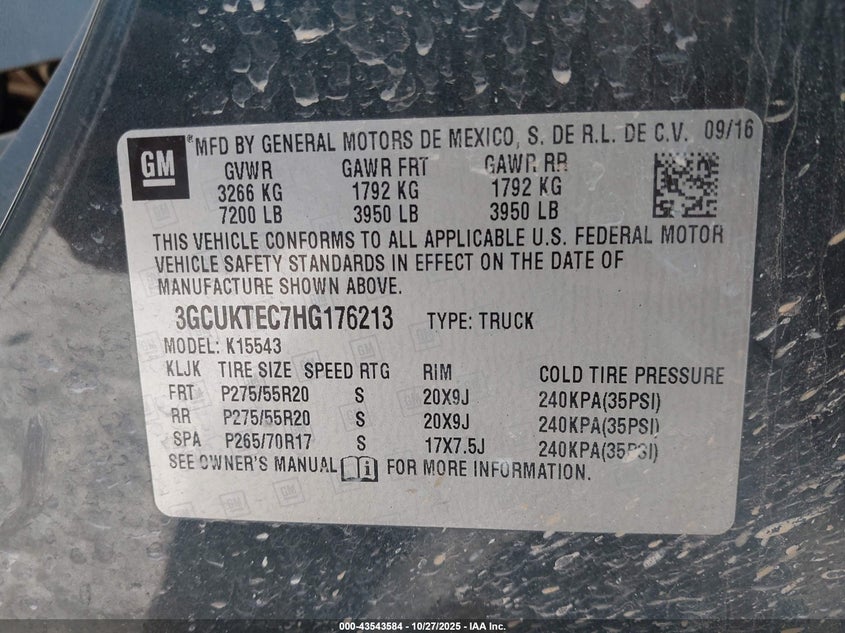 GM
®MFD BY GENERAL MOTORS DE MEXICO, S. DE R.L. DE C.V. 09/16
GVWR GAWR FRT GAWR RR
3266 KG 1792 KG 1792 KG
7200 LB 3950 LB 3950 LB
THIS VEHICLE CONFORMS TO ALL APPLICABLE U.S. FEDERAL MOTOR
VEHICLE SAFETY STANDARDS IN EFFECT ON THE DATE OF
MANUFACTURE SHOWN ABOVE.
3GCUKTEC7HG176213 TYPE: TRUCK
MODEL: K15543
KLJK TIRE SIZE SPEED RTG RIM COLD TIRE PRESSURE
FRT P275/55R20 S 20X9J 240KPA(35PSI)
RR P275/55R20 S 20X9J 240KPA(35PSI)
SPA P265/70R17 S 17X7.5J 240KPA(35PSI)
SEE OWNER'S MANUAL i FOR MORE INFORMATION.
000-43543584 | 10/27/2025 - IAA Inc.